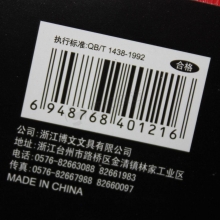 执行标准:QB/T 1438-1992
合格
6 948768 401216
公司: 浙江博文文具有限公司
地址: 浙江台州市路桥区金清镇林家工业区
电话: 0576-82663088 82661983
传真: 0576-82667988 82660097
MADE IN CHINA